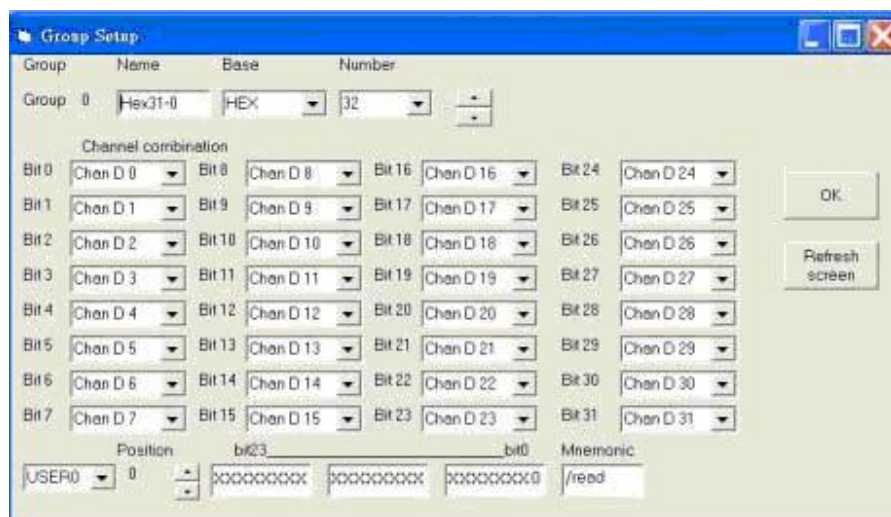 Group Setup
Group Name Base Number
Group 0 Hex31-0 HEX 32
Channel combination
Bit 0 Chan D 0 Bit 8 Chan D 8 Bit 16 Chan D 16 Bit 24 Chan D 24
Bit 1 Chan D 1 Bit 9 Chan D 9 Bit 17 Chan D 17 Bit 25 Chan D 25
OK
Bit 2 Chan D 2 Bit 10 Chan D 10 Bit 18 Chan D 18 Bit 26 Chan D 26
Bit 3 Chan D 3 Bit 11 Chan D 11 Bit 19 Chan D 19 Bit 27 Chan D 27
Refresh
screen
Bit 4 Chan D 4 Bit 12 Chan D 12 Bit 20 Chan D 20 Bit 28 Chan D 28
Bit 5 Chan D 5 Bit 13 Chan D 13 Bit 21 Chan D 21 Bit 29 Chan D 29
Bit 6 Chan D 6 Bit 14 Chan D 14 Bit 22 Chan D 22 Bit 30 Chan D 30
Bit 7 Chan D 7 Bit 15 Chan D 15 Bit 23 Chan D 23 Bit 31 Chan D 31
Position bit23 bit0 Mnemonic
USER0 0 /read